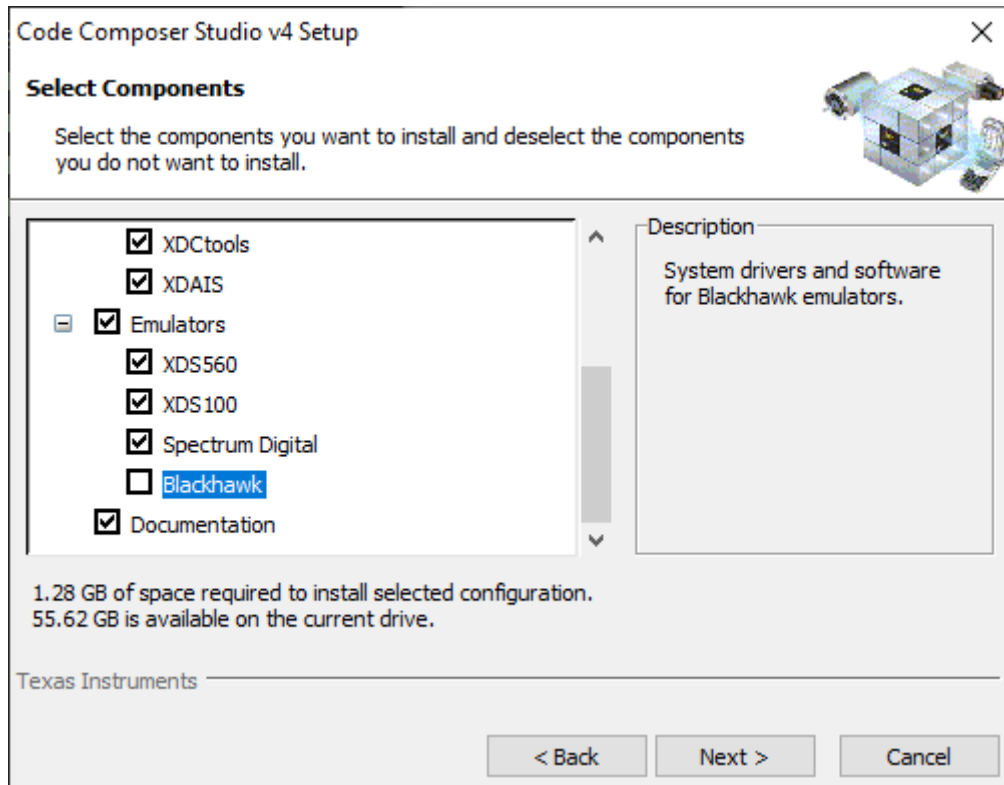 Code Composer Studio v4 Setup
Select Components
Select the components you want to install and deselect the components
you do not want to install.
XDCtools
XDAIS
Emulators
XDS560
XDS100
Spectrum Digital
Blackhawk
Documentation
Description
System drivers and software
for Blackhawk emulators.
1.28 GB of space required to install selected configuration.
55.62 GB is available on the current drive.
Texas Instruments
< Back
Next >
Cancel